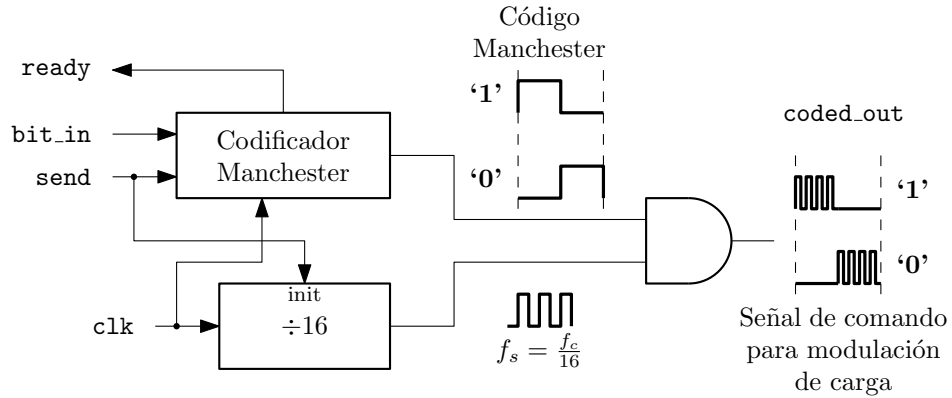 Código
Manchester
ready
‘1’
bit_in
Codificador
Manchester
coded_out
send
‘0’
‘1’
‘0’
init
clk
÷16
f_s = f_c/16
Señal de comando
para modulación
de carga